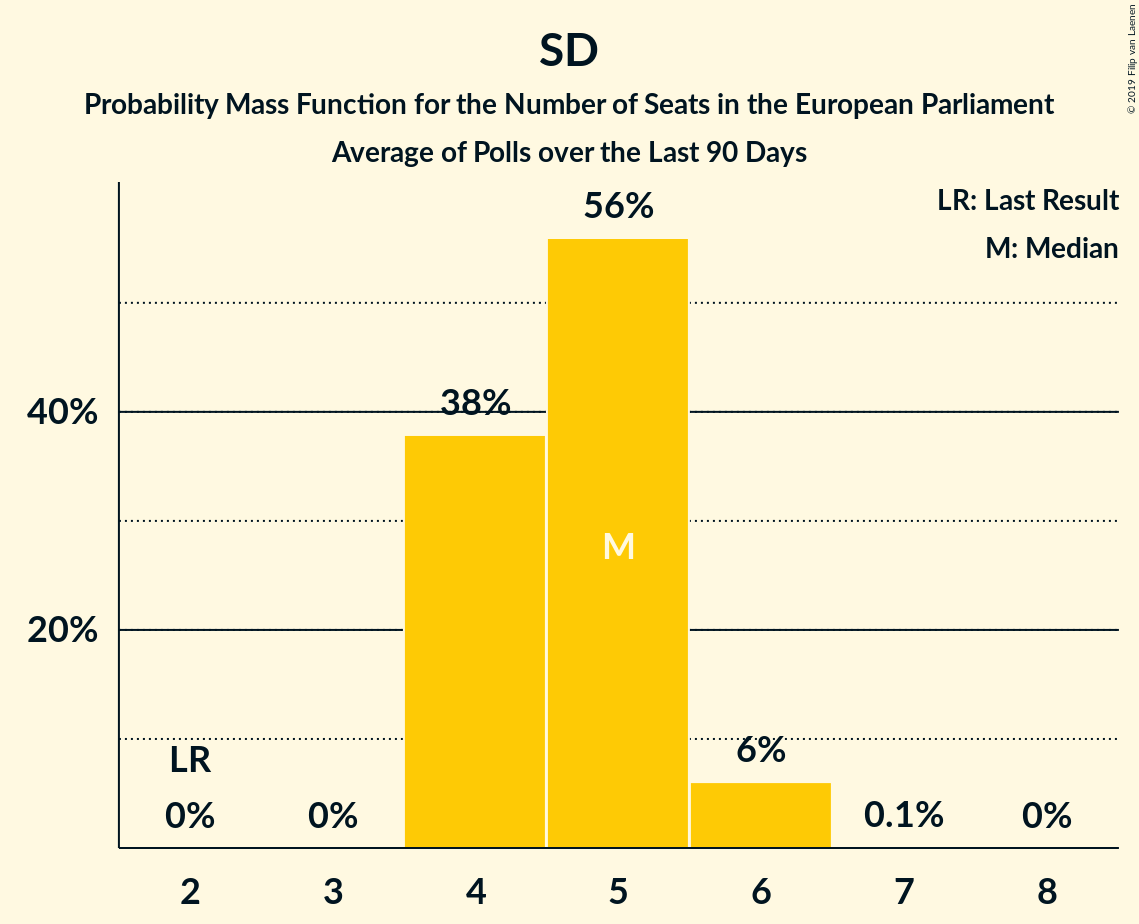 SD
Probability Mass Function for the Number of Seats in the European Parliament
Average of Polls over the Last 90 Days
© 2019 Filip van Laenen
LR: Last Result
M: Median
56%
38%
40%
M
20%
6%
LR
0%
0%
0.1%
0%
2
3
4
5
6
7
8